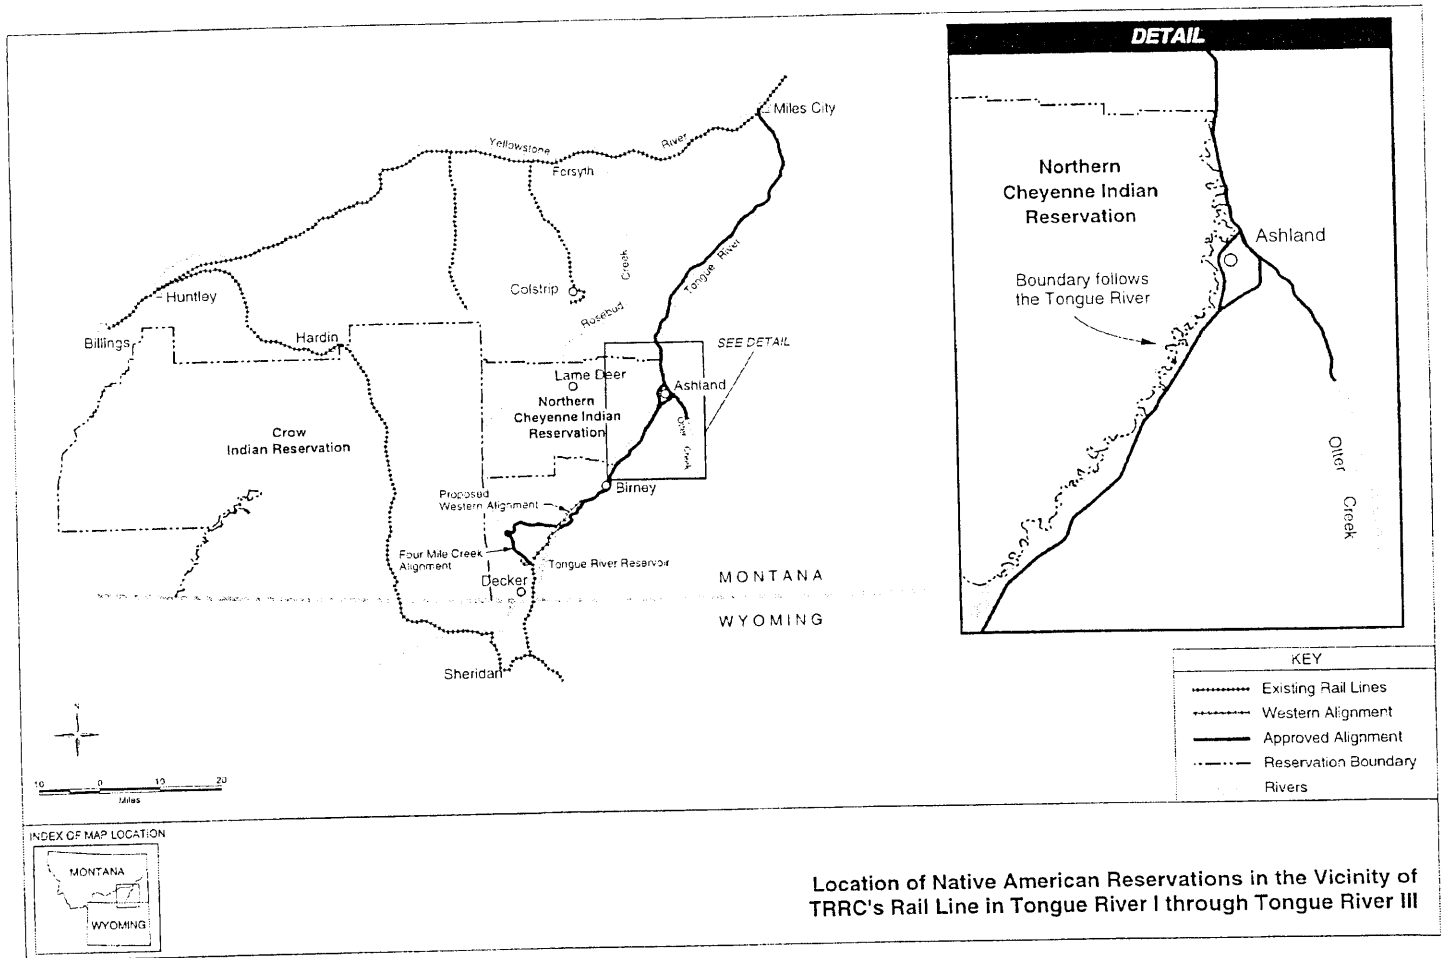 DETAIL
Miles City
Yellowstone
River
Forsyth
Creek
Tongue River
Colstrip
Rosebud
Huntley
Billings
Hardin
SEE DETAIL
Lame Deer
Ashland
Northern
Cheyenne Indian
Reservation
Crow
Indian Reservation
Otter
Creek
Birney
Proposed
Western Alignment
Four Mile Creek
Alignment
Tongue River Reservoir
Decker
MONTANA
WYOMING
Sheridan
Northern
Cheyenne Indian
Reservation
Ashland
Boundary follows
the Tongue River
Otter
Creek
KEY
Existing Rail Lines
Western Alignment
Approved Alignment
Reservation Boundary
Rivers
N
10 0 10 20
Miles
INDEX OF MAP LOCATION
MONTANA
WYOMING
Location of Native American Reservations in the Vicinity of
TRRC's Rail Line in Tongue River I through Tongue River III